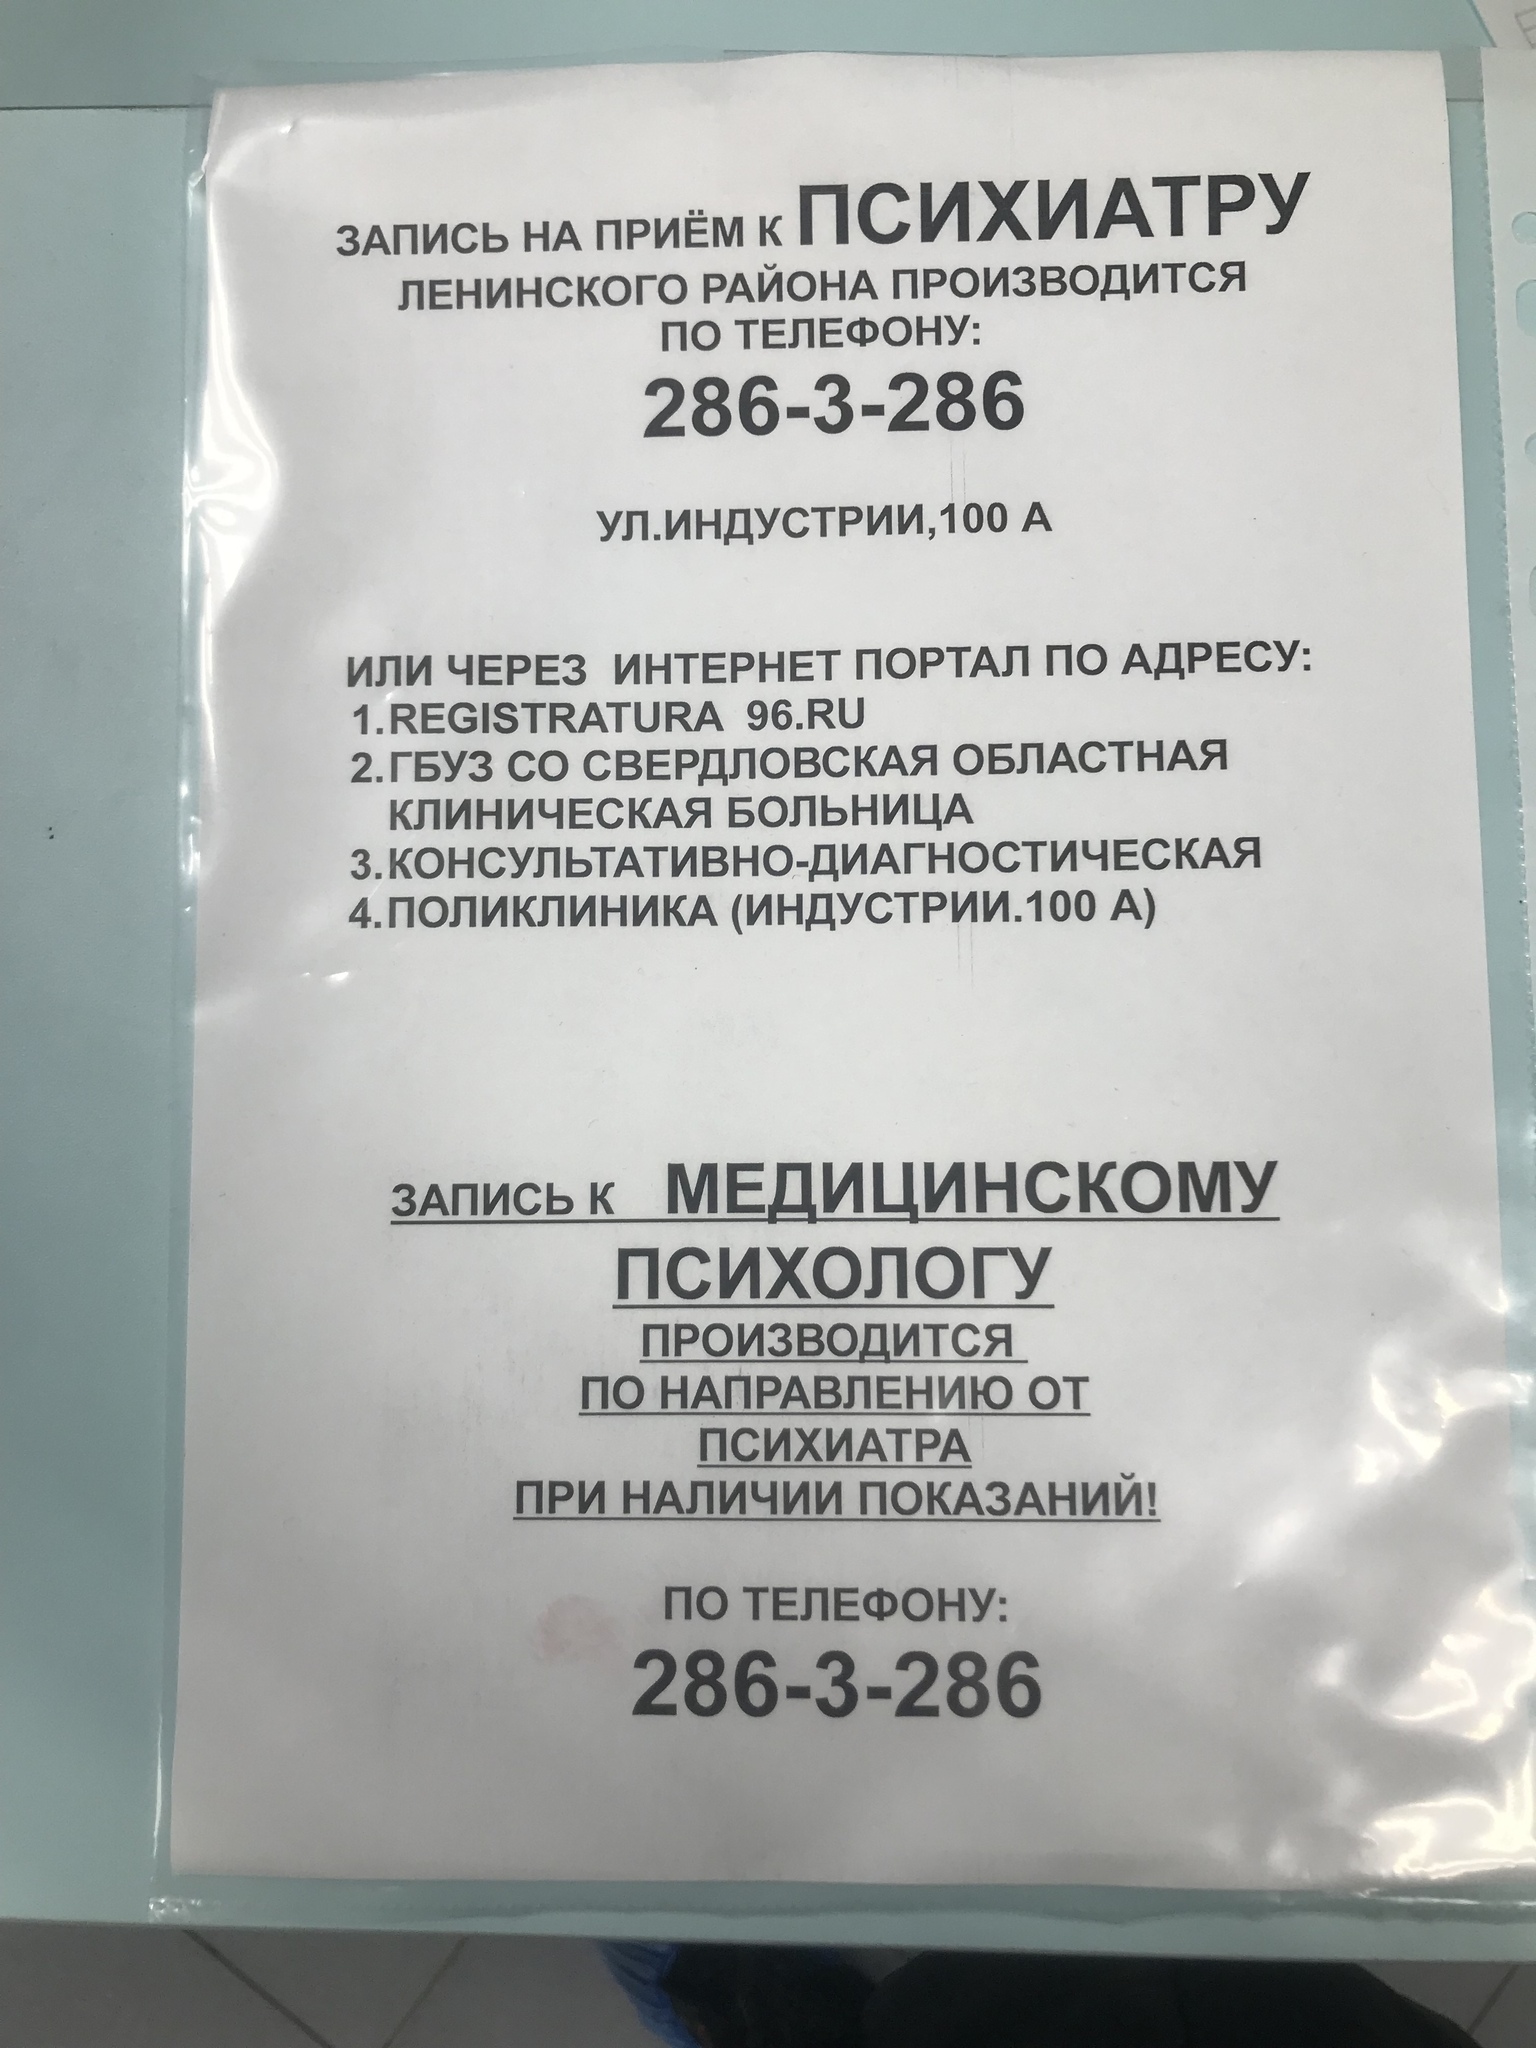 ЗАПИСЬ НА ПРИЁМ К ПСИХИАТРУ
ЛЕНИНСКОГО РАЙОНА ПРОИЗВОДИТСЯ
ПО ТЕЛЕФОНУ:
286-3-286
УЛ.ИНДУСТРИИ,100 А
ИЛИ ЧЕРЕЗ ИНТЕРНЕТ ПОРТАЛ ПО АДРЕСУ:
1.REGISTRATURA 96.RU
2.ГБУЗ СО СВЕРДЛОВСКАЯ ОБЛАСТНАЯ
КЛИНИЧЕСКАЯ БОЛЬНИЦА
3.КОНСУЛЬТАТИВНО-ДИАГНОСТИЧЕСКАЯ
4.ПОЛИКЛИНИКА (ИНДУСТРИИ.100 А)
ЗАПИСЬ К МЕДИЦИНСКОМУ
ПСИХОЛОГУ
ПРОИЗВОДИТСЯ
ПО НАПРАВЛЕНИЮ ОТ
ПСИХИАТРА
ПРИ НАЛИЧИИ ПОКАЗАНИЙ!
ПО ТЕЛЕФОНУ:
286-3-286